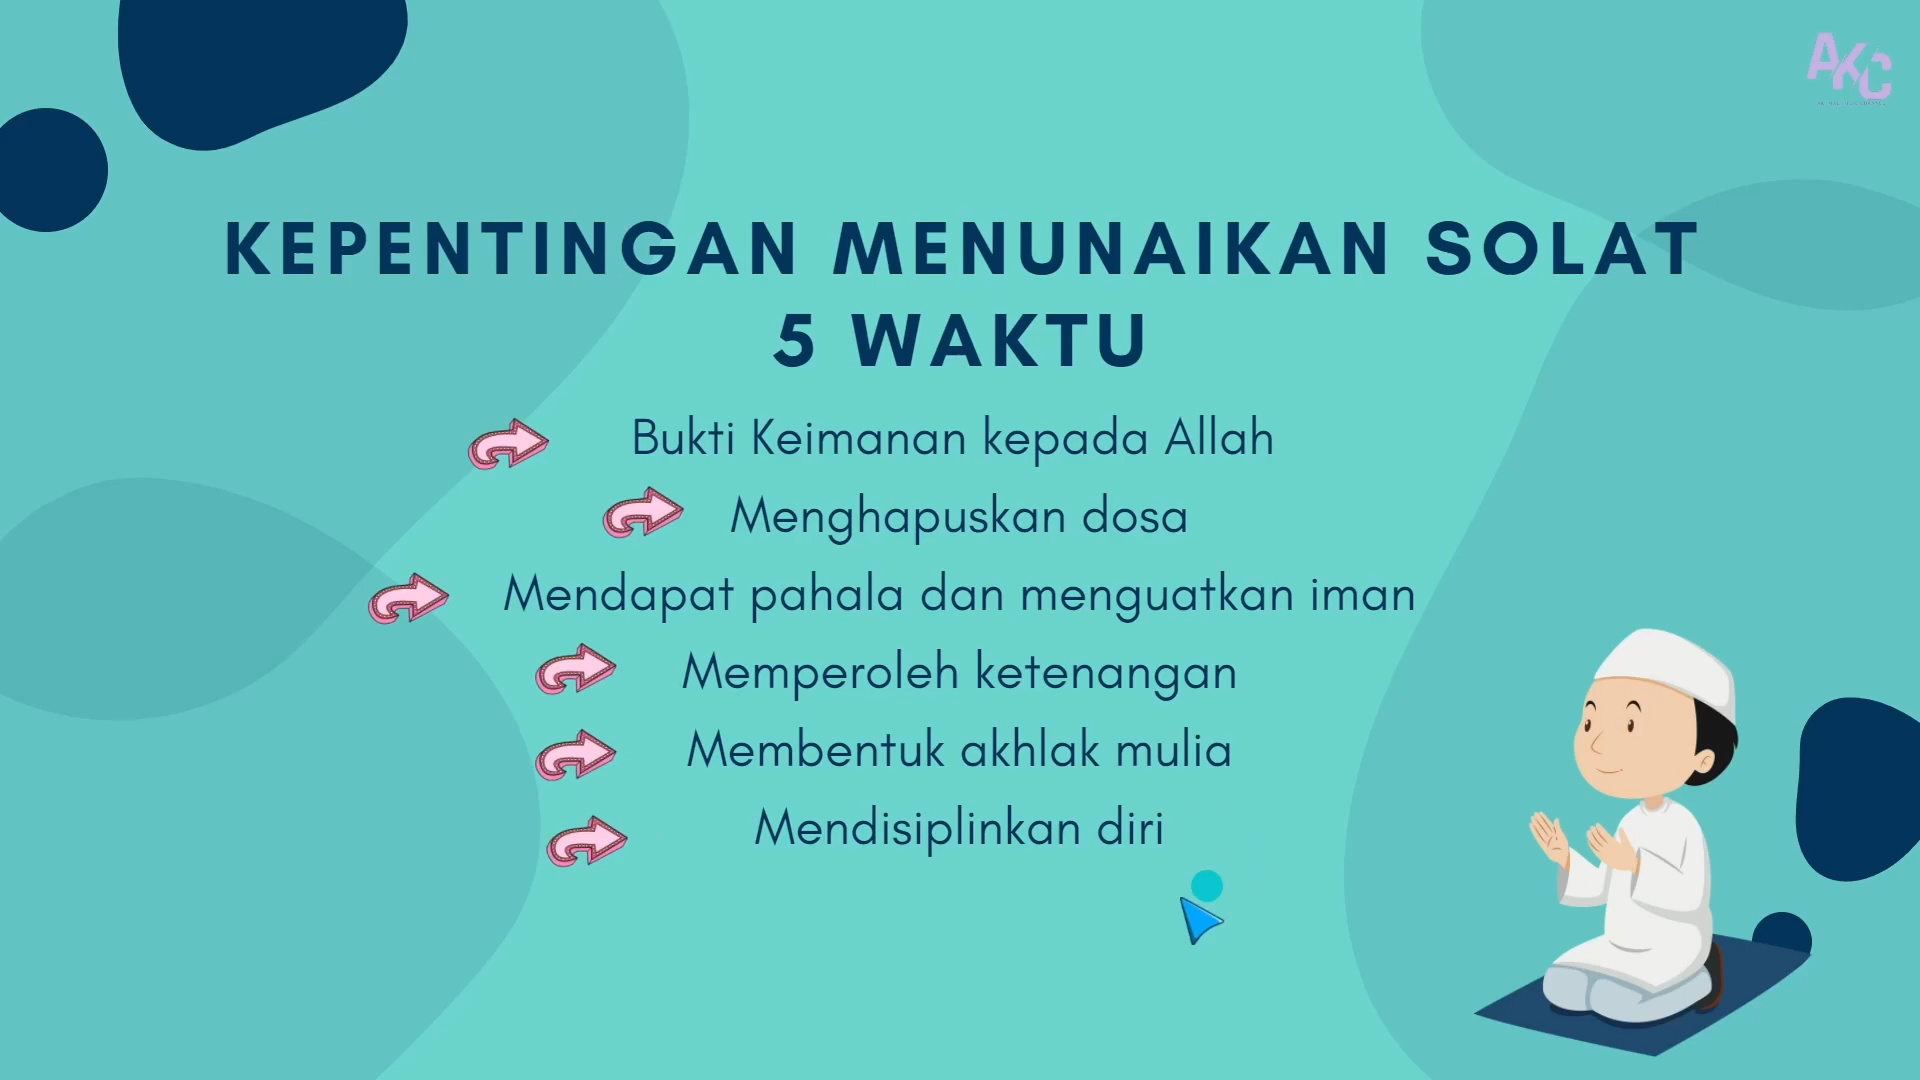 AKC
KEPENTINGAN MENUNAIKAN SOLAT
5 WAKTU
Bukti Keimanan kepada Allah
Menghapuskan dosa
Mendapat pahala dan menguatkan iman
Memperoleh ketenangan
Membentuk akhlak mulia
Mendisiplinkan diri